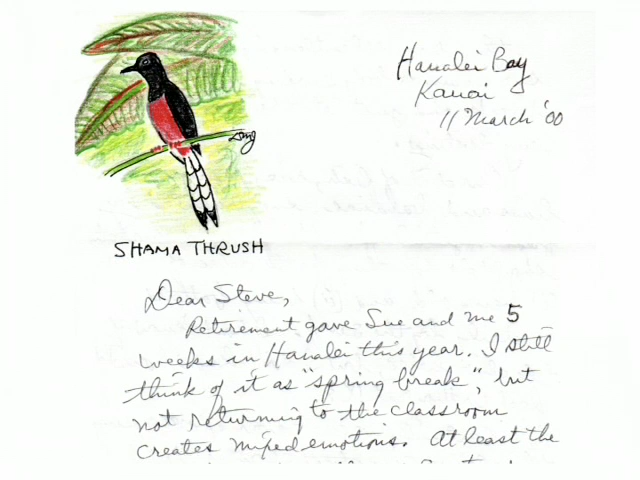 Hanalei Bay
Kauai
11 March '00
SHAMA THRUSH
Dear Steve,
Retirement gave Sue and me 5
weeks in Hanalei this year. I still
think of it as "spring break", but
not returning to the classroom
creates mixed emotions. At least the